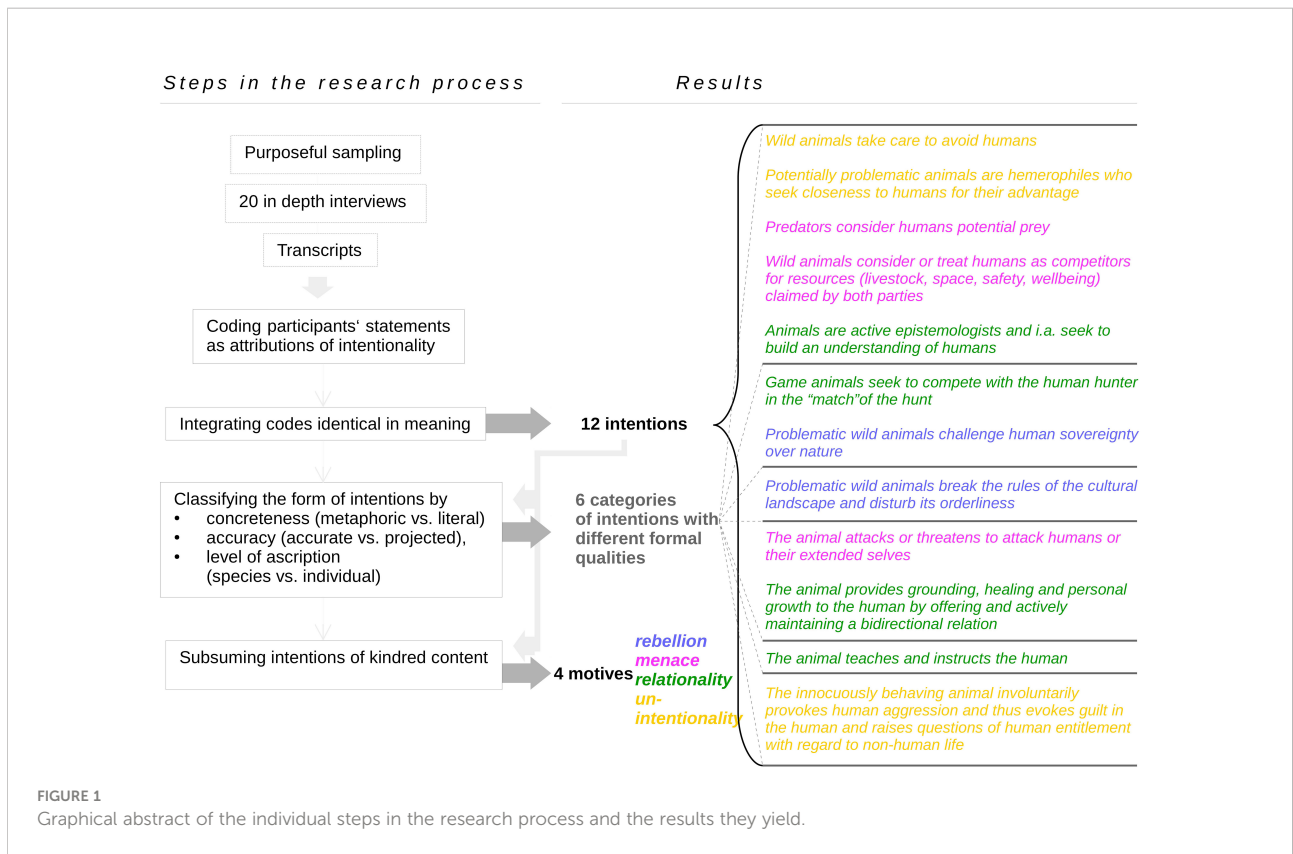 Steps in the research process
Results
Purposeful sampling
20 in depth interviews
Transcripts
Coding participants‘ statements
as attributions of intentionality
Integrating codes identical in meaning
Classifying the form of intentions by
• concreteness (metaphoric vs. literal)
• accuracy (accurate vs. projected),
• level of ascription
(species vs. individual)
Subsuming intentions of kindred content
12 intentions
6 categories
of intentions with
different formal
qualities
4 motives
rebellion
menace
relationality
un-
intentionality
Wild animals take care to avoid humans
Potentially problematic animals are hemerophiles who
seek closeness to humans for their advantage
Predators consider humans potential prey
Wild animals consider or treat humans as competitors
for resources (livestock, space, safety, wellbeing)
claimed by both parties
Animals are active epistemologists and i.a. seek to
build an understanding of humans
Game animals seek to compete with the human hunter
in the “match”of the hunt
Problematic wild animals challenge human sovereignty
over nature
Problematic wild animals break the rules of the cultural
landscape and disturb its orderliness
The animal attacks or threatens to attack humans or
their extended selves
The animal provides grounding, healing and personal
growth to the human by offering and actively
maintaining a bidirectional relation
The animal teaches and instructs the human
The innocuously behaving animal involuntarily
provokes human aggression and thus evokes guilt in
the human and raises questions of human entitlement
with regard to non-human life
FIGURE 1
Graphical abstract of the individual steps in the research process and the results they yield.